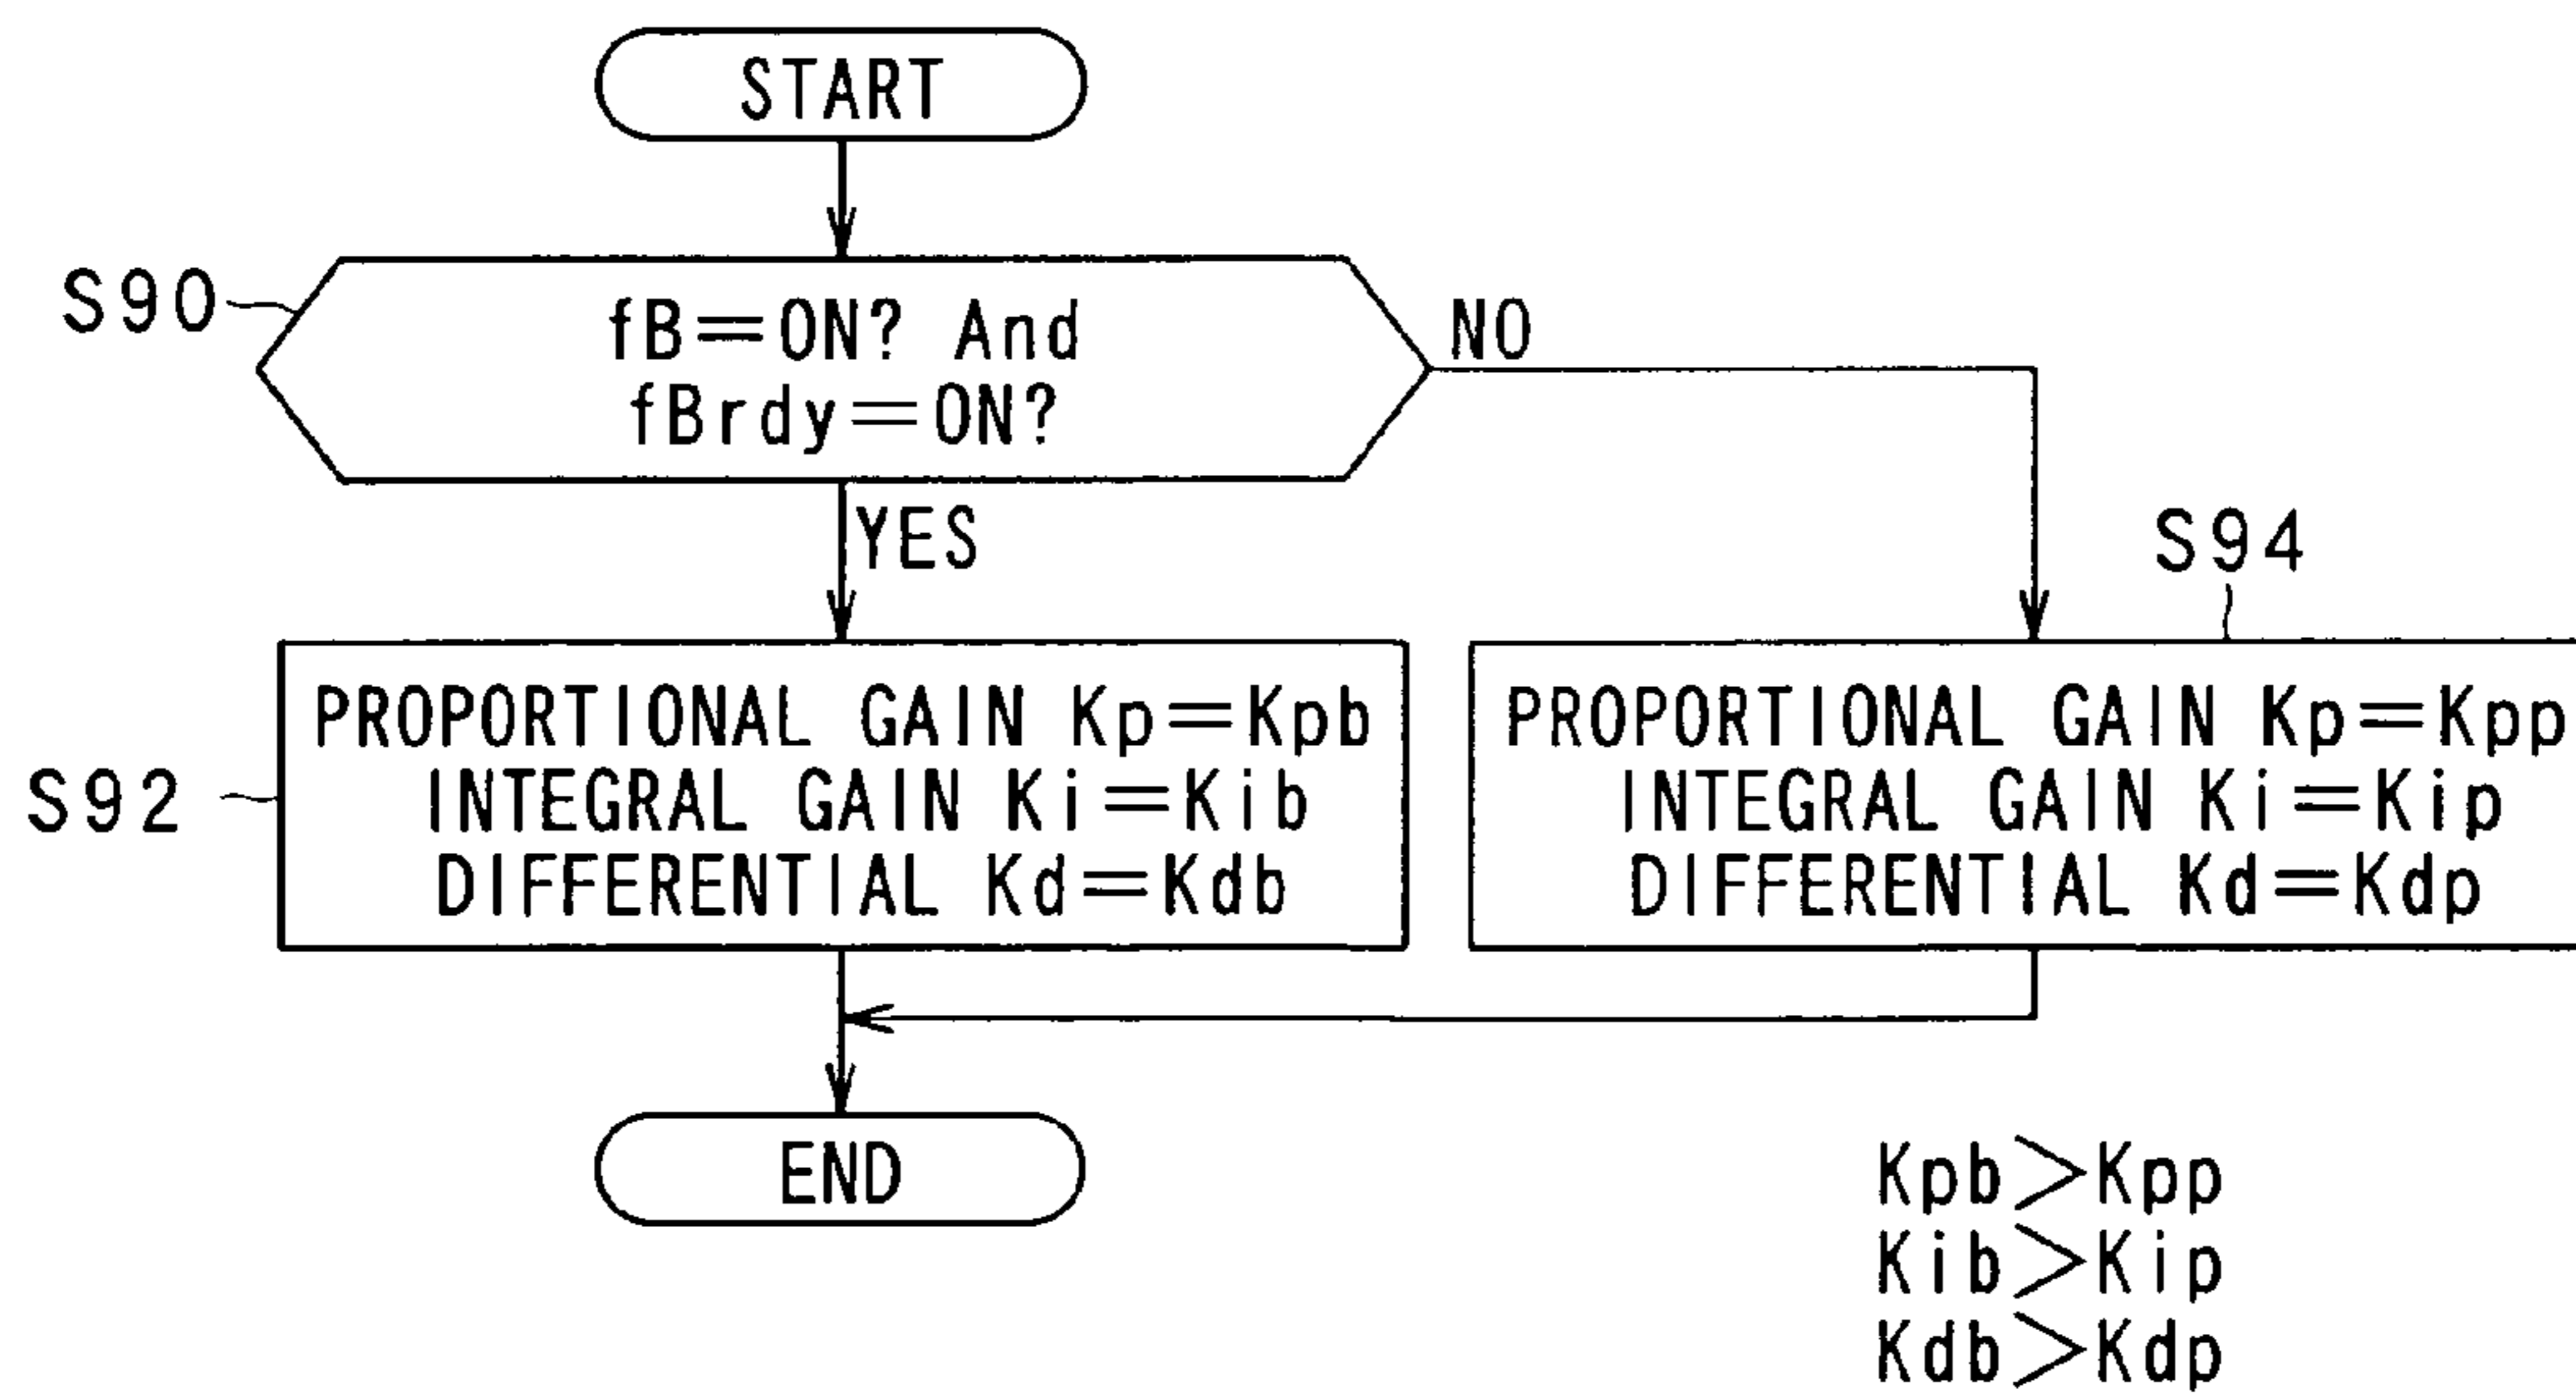 START
S90
fB=ON? And
fBrdy=ON?
NO
YES
S92
PROPORTIONAL GAIN Kp=Kpb
INTEGRAL GAIN Ki=Kib
DIFFERENTIAL Kd=Kdb
S94
PROPORTIONAL GAIN Kp=Kpp
INTEGRAL GAIN Ki=Kip
DIFFERENTIAL Kd=Kdp
END
Kpb>Kpp
Kib>Kip
Kdb>Kdp